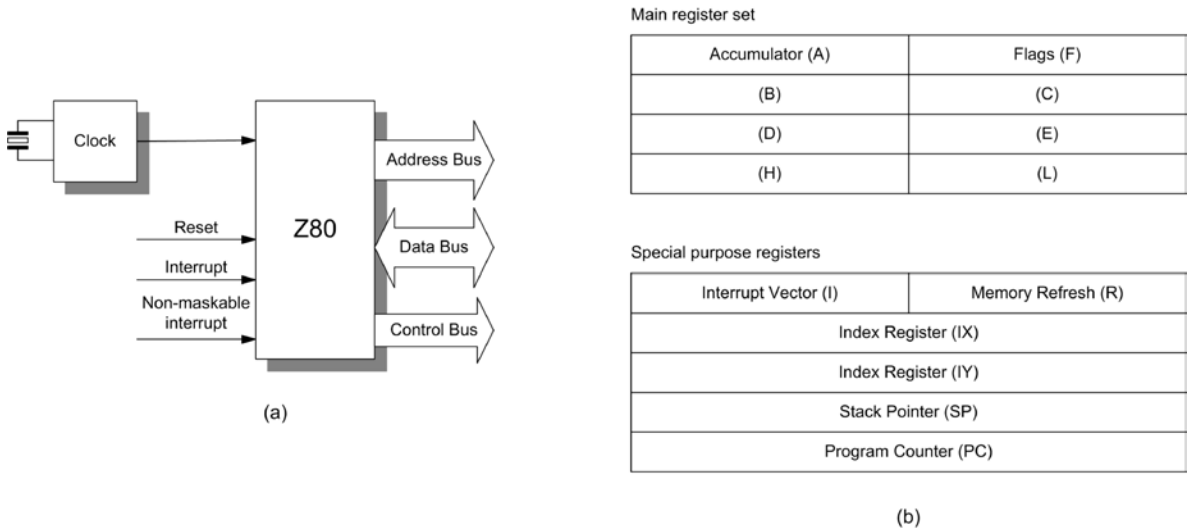 Clock
Reset
Interrupt
Non-maskable
interrupt
Z80
Address Bus
Data Bus
Control Bus
(a)
Main register set
Accumulator (A) Flags (F)
(B) (C)
(D) (E)
(H) (L)
Special purpose registers
Interrupt Vector (I) Memory Refresh (R)
Index Register (IX)
Index Register (IY)
Stack Pointer (SP)
Program Counter (PC)
(b)